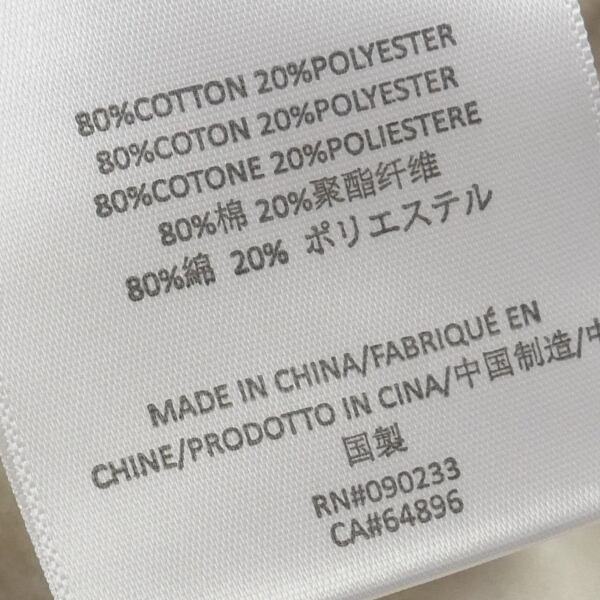 80%COTTON 20%POLYESTER
80%COTON 20%POLYESTER
80%COTONE 20%POLIESTERE
80%棉 20%聚酯纤维
80%綿 20% ポリエステル
MADE IN CHINA/FABRIQUÉ EN
CHINE/PRODOTTO IN CINA/中国制造/中
国製
RN#090233
CA#64896